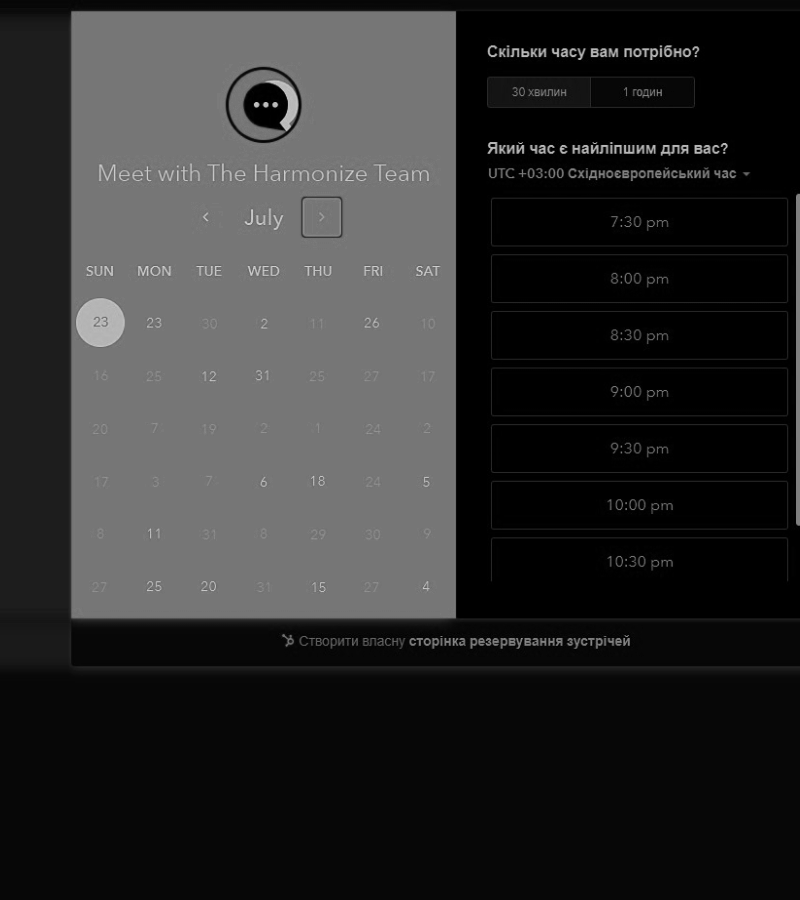 Meet with The Harmonize Team
July
SUN MON TUE WED THU FRI SAT
23 23 30 2 11 26 10
16 25 12 31 25 27 17
20 7 19 2 1 24 2
17 3 7 6 18 24 5
8 11 31 8 29 30 9
27 25 20 31 15 27 4
Скільки часу вам потрібно?
30 хвилин 1 годин
Який час є найліпшим для вас?
UTC +03:00 Східноєвропейський час
7:30 pm
8:00 pm
8:30 pm
9:00 pm
9:30 pm
10:00 pm
10:30 pm
Створити власну сторінка резервування зустрічей